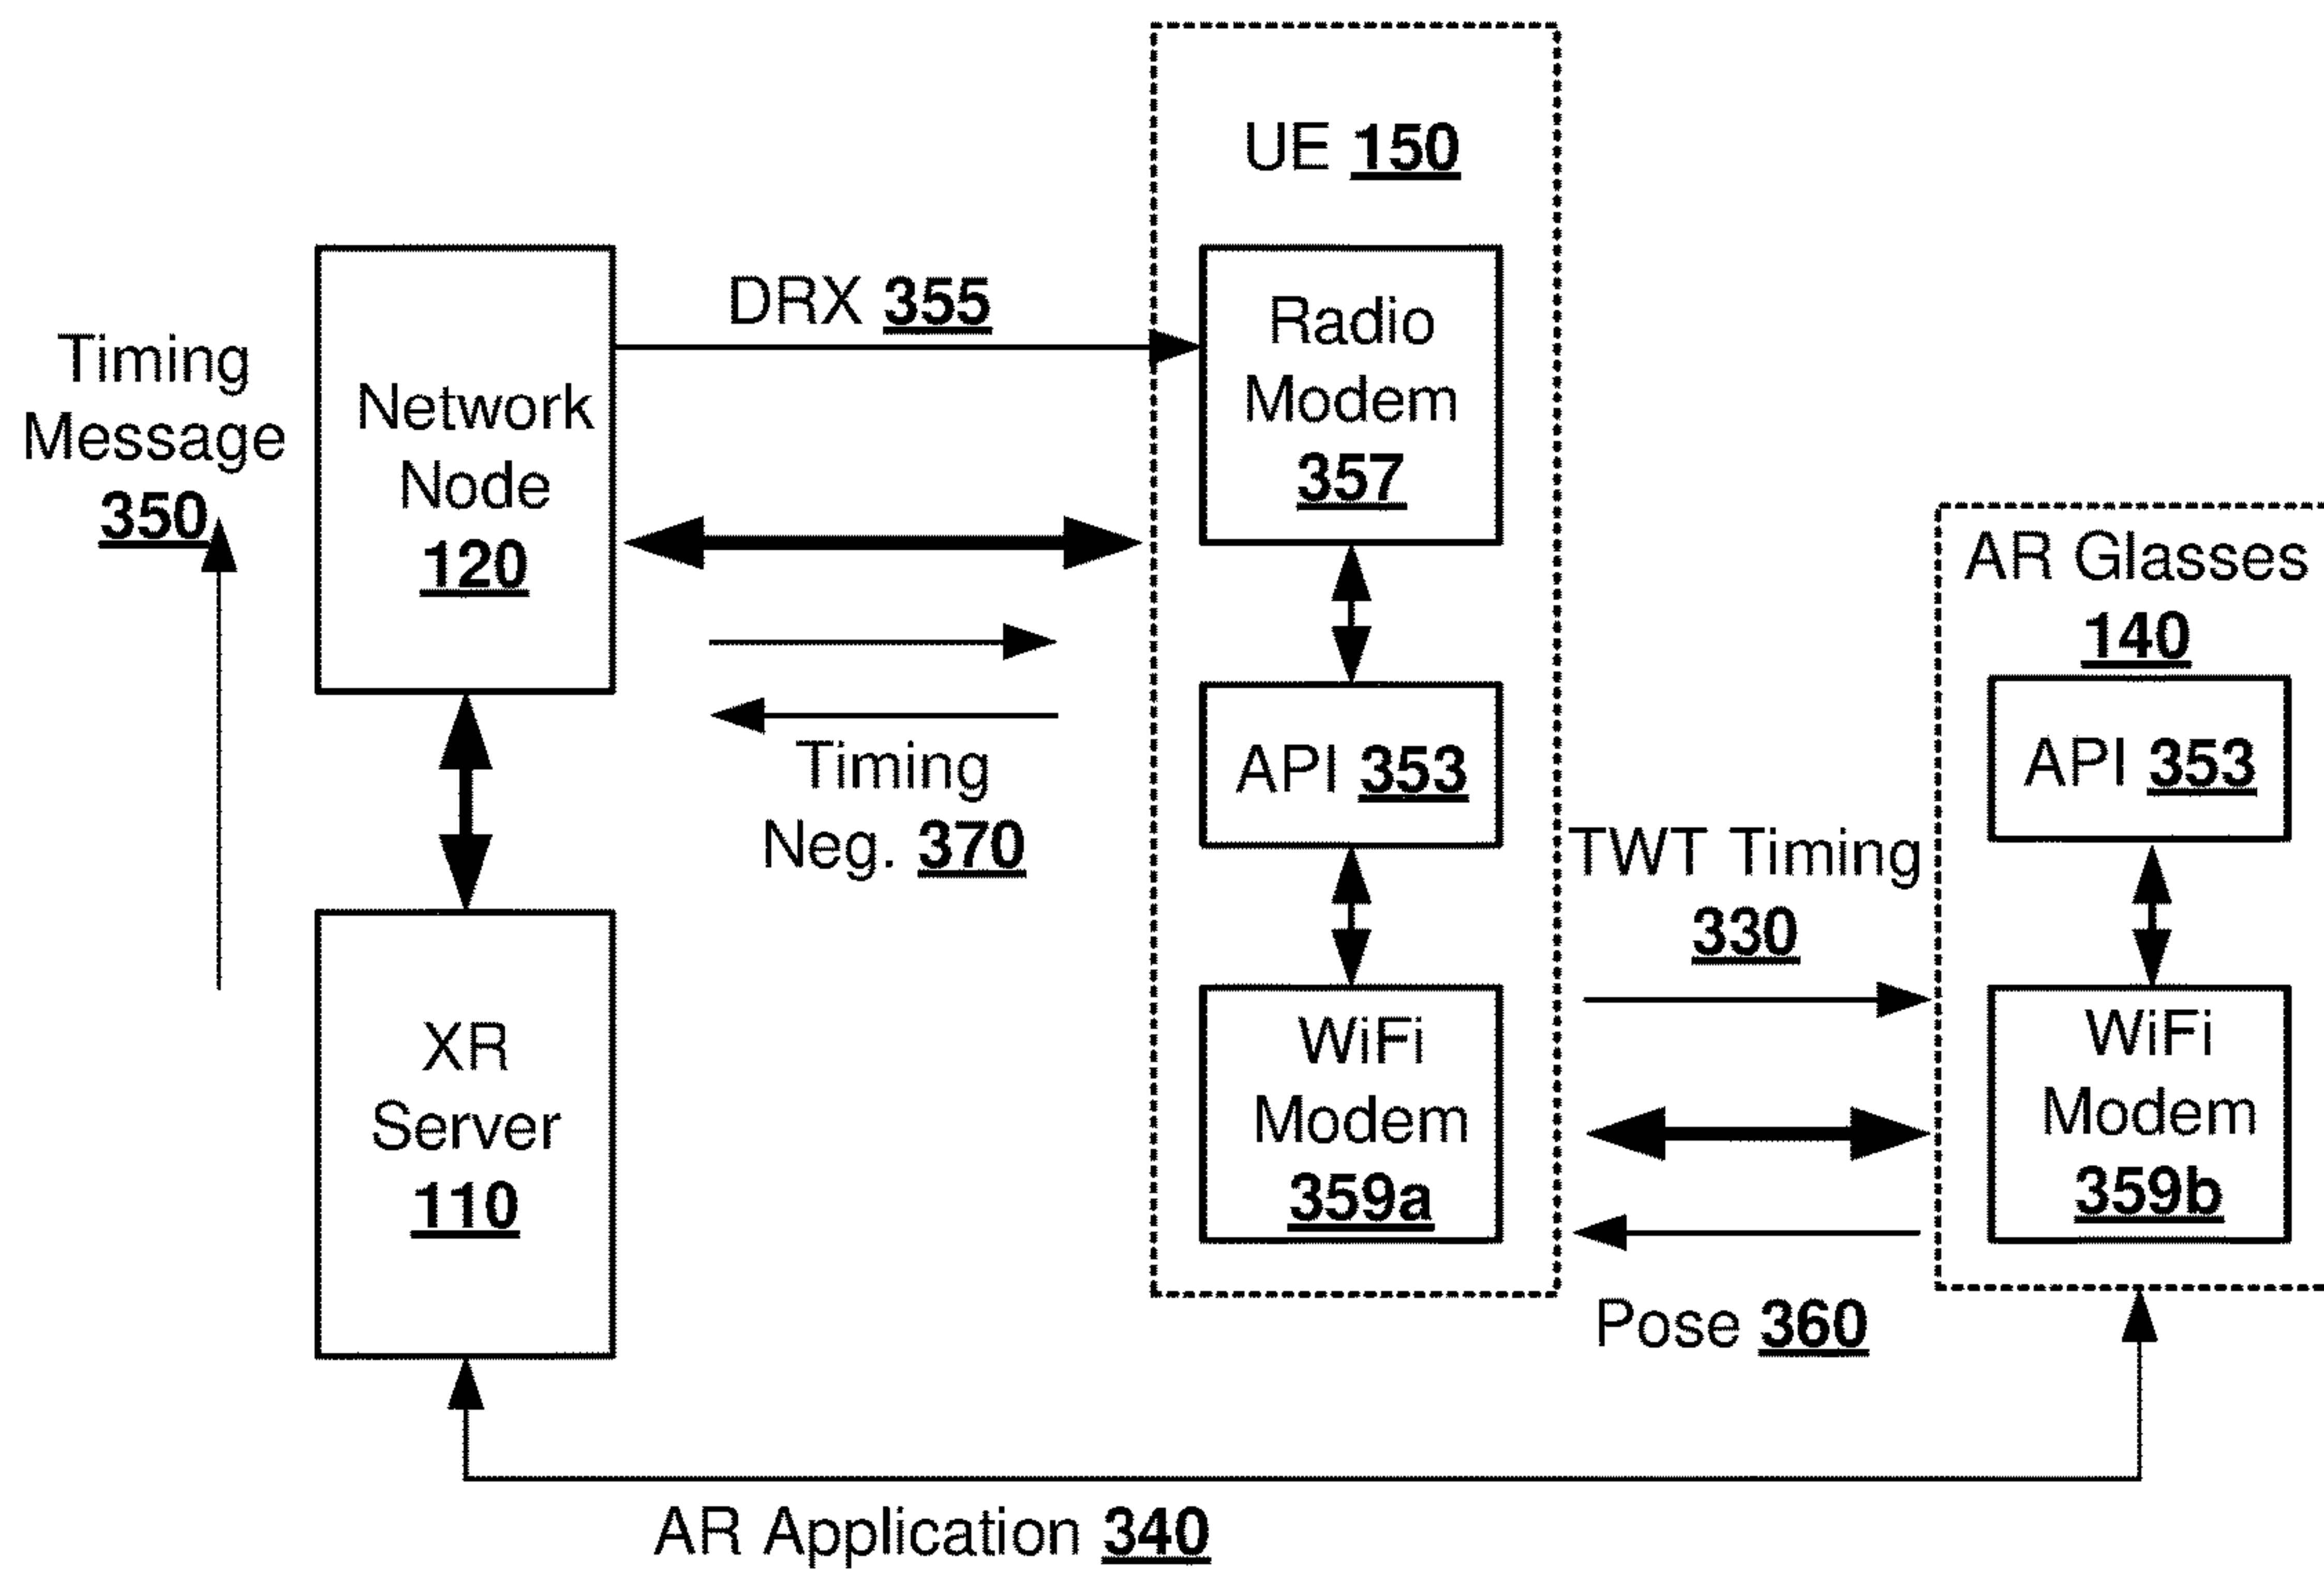 Timing
Message
350
Network
Node
120
XR
Server
110
DRX 355
Timing
Neg. 370
UE 150
Radio
Modem
357
API 353
WiFi
Modem
359a
TWT Timing
330
Pose 360
AR Glasses
140
API 353
WiFi
Modem
359b
AR Application 340